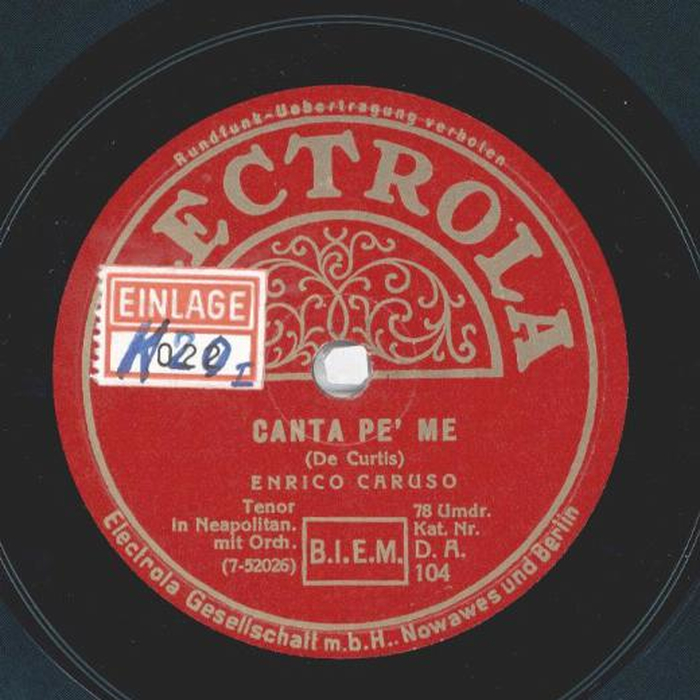 Rundfunk-Uebertragung verboten
ECTROLA
EINLAGE
CANTA PE' ME
(De Curtis)
ENRICO CARUSO
Tenor
in Neapolitan.
mit Orch.
(7-52026)
B.I.E.M.
78 Umdr.
Kat. Nr.
D. A.
104
Electrola Gesellschaft m.b.H., Nowawes und Berlin